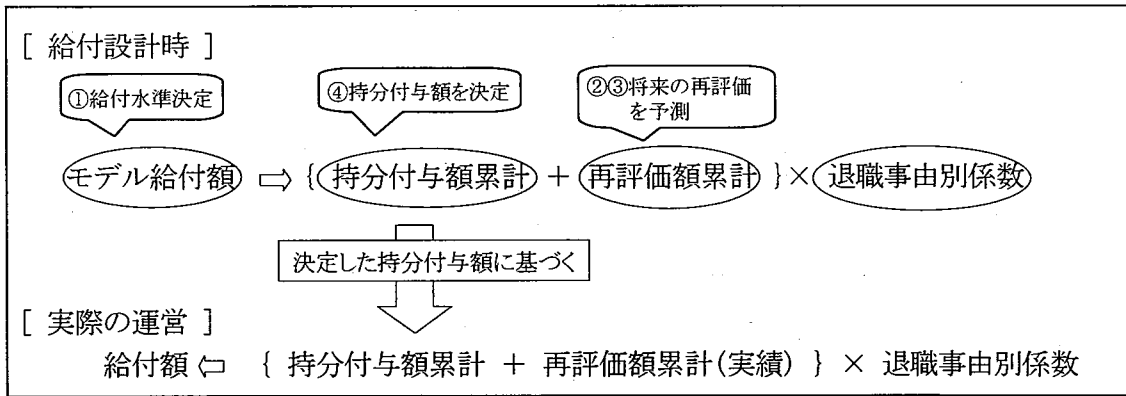 [ 給付設計時 ]
①給付水準決定
④持分付与額を決定
②③将来の再評価
を予測
モデル給付額 ⇨ { 持分付与額累計 + 再評価額累計 } × 退職事由別係数
決定した持分付与額に基づく
[ 実際の運営 ]
給付額 ⇦ { 持分付与額累計 + 再評価額累計(実績) } × 退職事由別係数